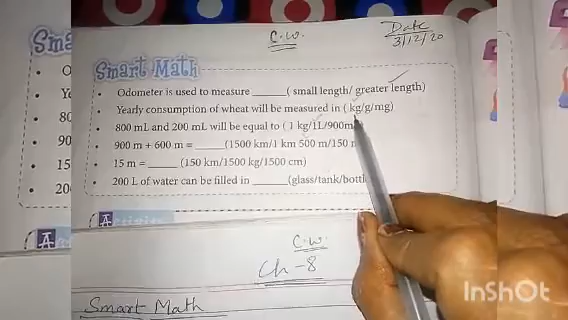 C.W.
Date
3/12/20
Smart Math
• Odometer is used to measure ______( small length/ greater length)
• Yearly consumption of wheat will be measured in ( kg/g/mg)
• 800 mL and 200 mL will be equal to ( 1 kg/1L/900m
• 900 m + 600 m = ______ (1500 km/1 km 500 m/150 m
• 15 m = ______ (150 km/1500 kg/1500 cm)
• 200 L of water can be filled in ______(glass/tank/bottl
C.W.
Ch-8
Smart Math
InShOt